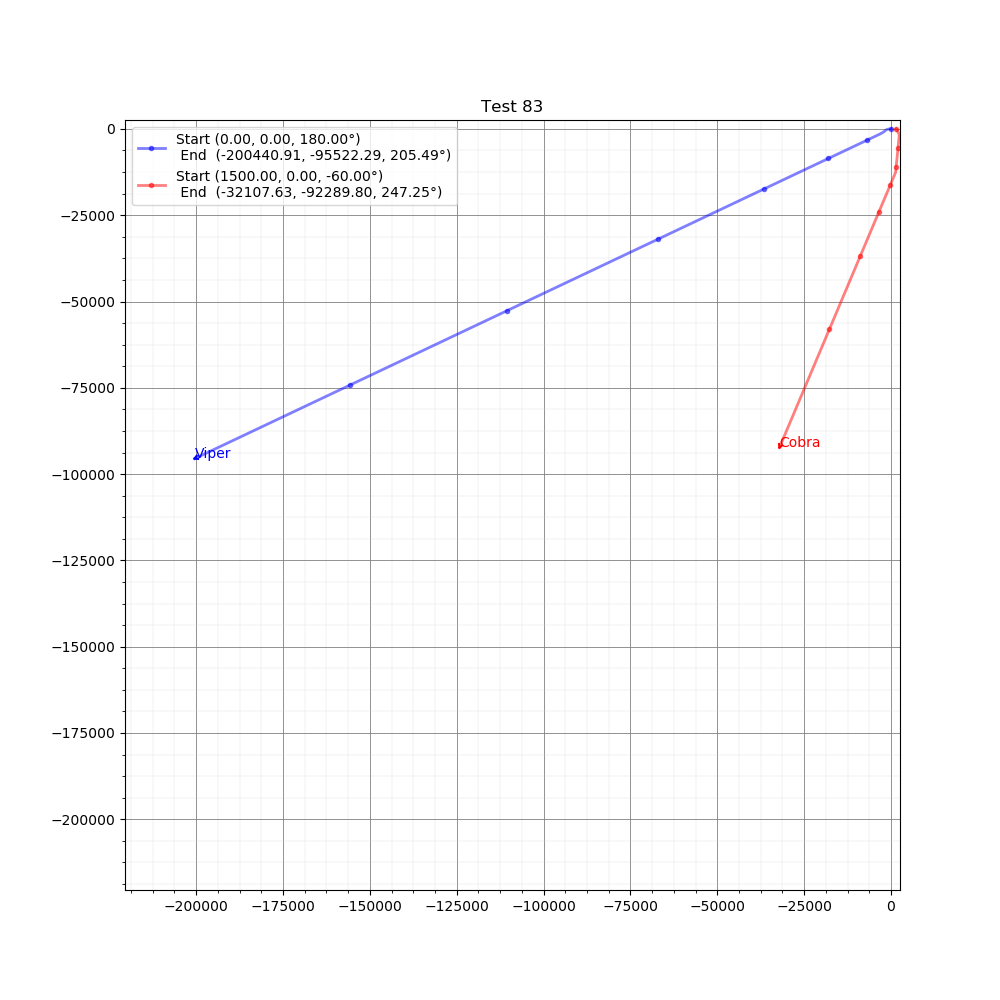 Test 83
Start (0.00, 0.00, 180.00°)
End (-200440.91, -95522.29, 205.49°)
Start (1500.00, 0.00, -60.00°)
End (-32107.63, -92289.80, 247.25°)
0
−25000
−50000
−75000
−100000
−125000
−150000
−175000
−200000
Viper
Cobra
−200000 −175000 −150000 −125000 −100000 −75000 −50000 −25000 0